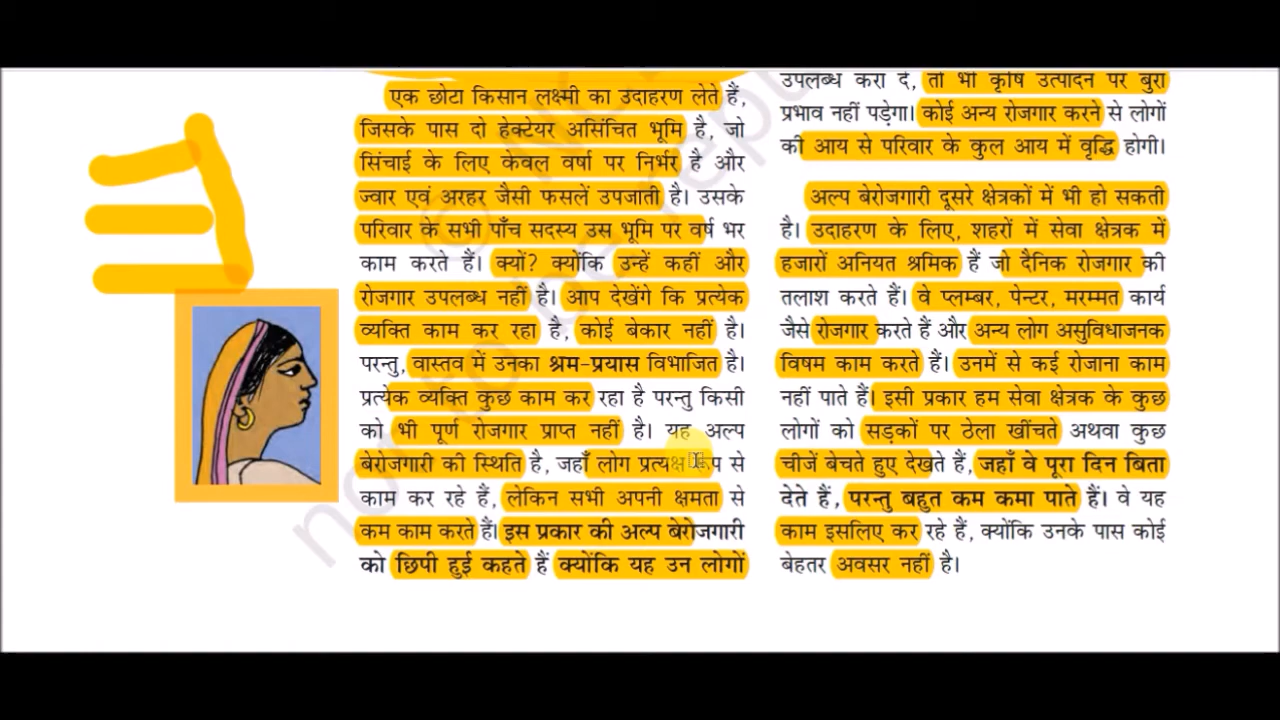 एक छोटा किसान लक्ष्मी का उदाहरण लेते हैं,
जिसके पास दो हेक्टेयर असिंचित भूमि है, जो
सिंचाई के लिए केवल वर्षा पर निर्भर है और
ज्वार एवं अरहर जैसी फसलें उपजाती है। उसके
परिवार के सभी पाँच सदस्य उस भूमि पर वर्ष भर
काम करते हैं। क्यों? क्योंकि उन्हें कहीं और
रोजगार उपलब्ध नहीं है। आप देखेंगे कि प्रत्येक
व्यक्ति काम कर रहा है, कोई बेकार नहीं है।
परन्तु, वास्तव में उनका श्रम-प्रयास विभाजित है।
प्रत्येक व्यक्ति कुछ काम कर रहा है परन्तु किसी
को भी पूर्ण रोजगार प्राप्त नहीं है। यह अल्प
बेरोजगारी की स्थिति है, जहाँ लोग प्रत्यक्ष रूप से
काम कर रहे हैं, लेकिन सभी अपनी क्षमता से
कम काम करते हैं। इस प्रकार की अल्प बेरोजगारी
को छिपी हुई कहते हैं क्योंकि यह उन लोगों
उपलब्ध करा दे, तो भी कृषि उत्पादन पर बुरा
प्रभाव नहीं पड़ेगा। कोई अन्य रोजगार करने से लोगों
की आय से परिवार के कुल आय में वृद्धि होगी।
अल्प बेरोजगारी दूसरे क्षेत्रकों में भी हो सकती
है। उदाहरण के लिए, शहरों में सेवा क्षेत्रक में
हजारों अनियत श्रमिक हैं जो दैनिक रोजगार की
तलाश करते हैं। वे प्लम्बर, पेन्टर, मरम्मत कार्य
जैसे रोजगार करते हैं और अन्य लोग असुविधाजनक
विषम काम करते हैं। उनमें से कई रोजाना काम
नहीं पाते हैं। इसी प्रकार हम सेवा क्षेत्रक के कुछ
लोगों को सड़कों पर ठेला खींचते अथवा कुछ
चीजें बेचते हुए देखते हैं, जहाँ वे पूरा दिन बिता
देते हैं, परन्तु बहुत कम कमा पाते हैं। वे यह
काम इसलिए कर रहे हैं, क्योंकि उनके पास कोई
बेहतर अवसर नहीं है।